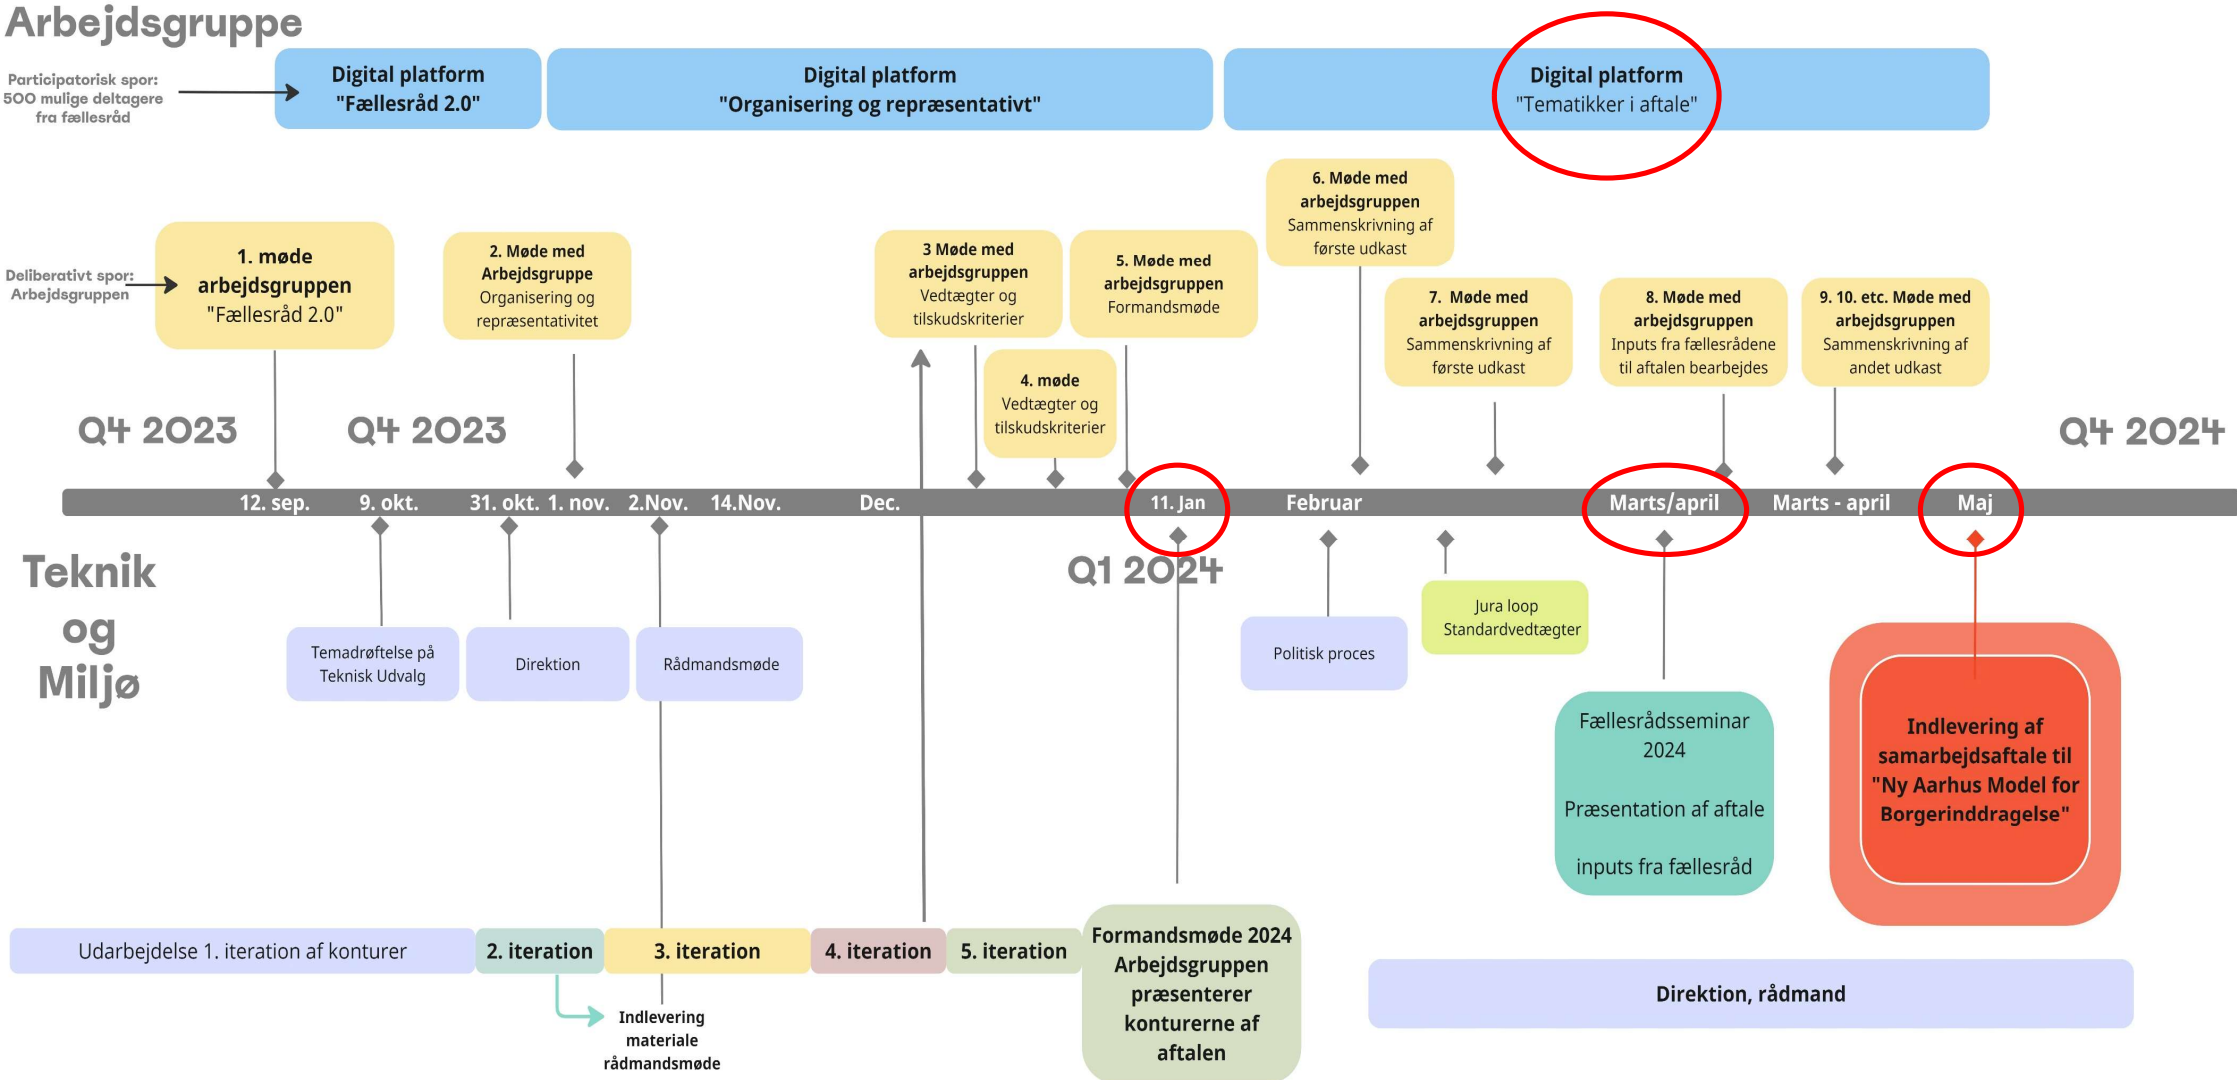 Arbejdsgruppe
Participatorisk spor:
500 mulige deltagere
fra fællesråd
Digital platform
"Fællesråd 2.0"
Digital platform
"Organisering og repræsentativt"
Digital platform
"Tematikker i aftale"
Deliberativt spor:
Arbejdsgruppen
1. møde
arbejdsgruppen
"Fællesråd 2.0"
2. Møde med
Arbejdsgruppe
Organisering og
repræsentativitet
3 Møde med
arbejdsgruppen
Vedtægter og
tilskudskriterier
4. møde
Vedtægter og
tilskudskriterier
5. Møde med
arbejdsgruppen
Formandsmøde
6. Møde med
arbejdsgruppen
Sammenskrivning af
første udkast
7. Møde med
arbejdsgruppen
Sammenskrivning af
første udkast
8. Møde med
arbejdsgruppen
Inputs fra fællesrådene
til aftalen bearbejdes
9. 10. etc. Møde med
arbejdsgruppen
Sammenskrivning af
andet udkast
Q4 2023
Q4 2023
Q4 2024
12. sep.
9. okt.
31. okt.
1. nov.
2.Nov.
14.Nov.
Dec.
11. Jan
Februar
Marts/april
Marts - april
Maj
Q1 2024
Teknik
og
Miljø
Temadrøftelse på
Teknisk Udvalg
Direktion
Rådmandsmøde
Politisk proces
Jura loop
Standardvedtægter
Fællesrådsseminar
2024
Præsentation af aftale
inputs fra fællesråd
Indlevering af
samarbejdsaftale til
"Ny Aarhus Model for
Borgerinddragelse"
Udarbejdelse 1. iteration af konturer
2. iteration
3. iteration
4. iteration
5. iteration
Formandsmøde 2024
Arbejdsgruppen
præsenterer
konturerne af
aftalen
Indlevering
materiale
rådmandsmøde
Direktion, rådmand